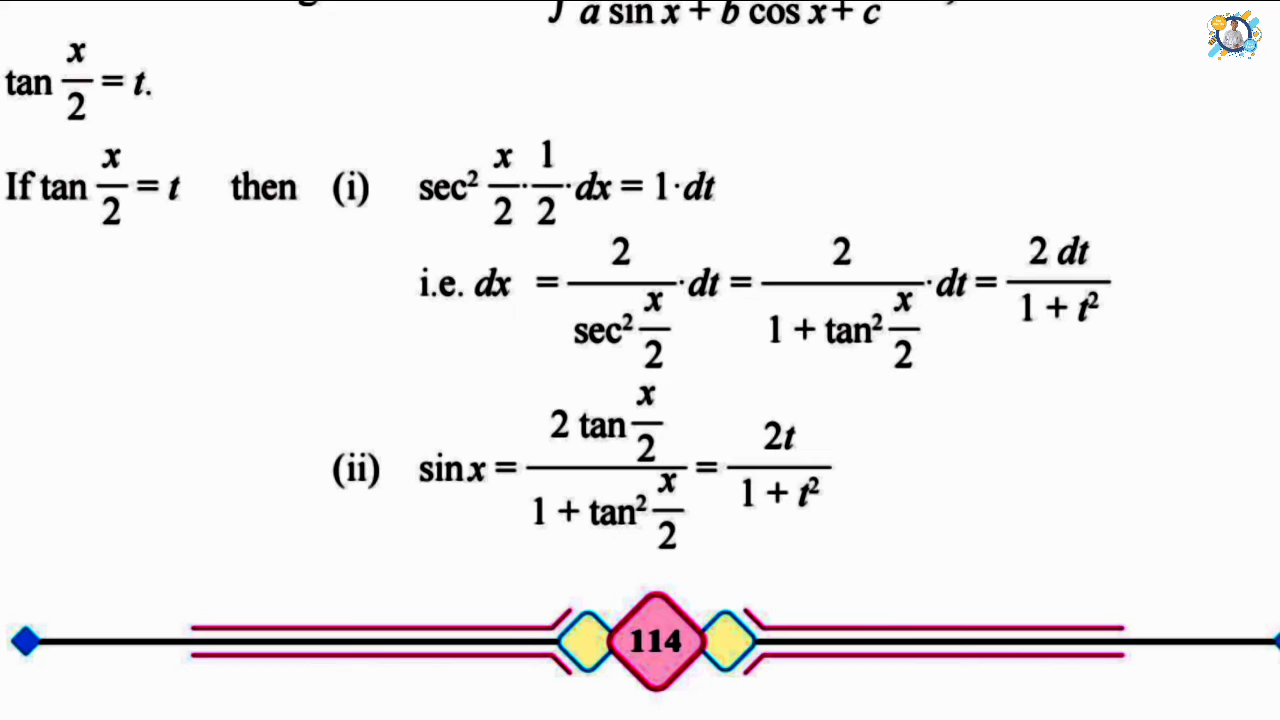 ∫ a sin x + b cos x + c
tan x/2 = t.
If tan x/2 = t then (i) sec² x/2 · 1/2 · dx = 1 · dt
i.e. dx = 2/(sec² x/2) · dt = 2/(1 + tan² x/2) · dt = 2 dt/(1 + t²)
(ii) sin x = (2 tan x/2)/(1 + tan² x/2) = 2t/(1 + t²)
114